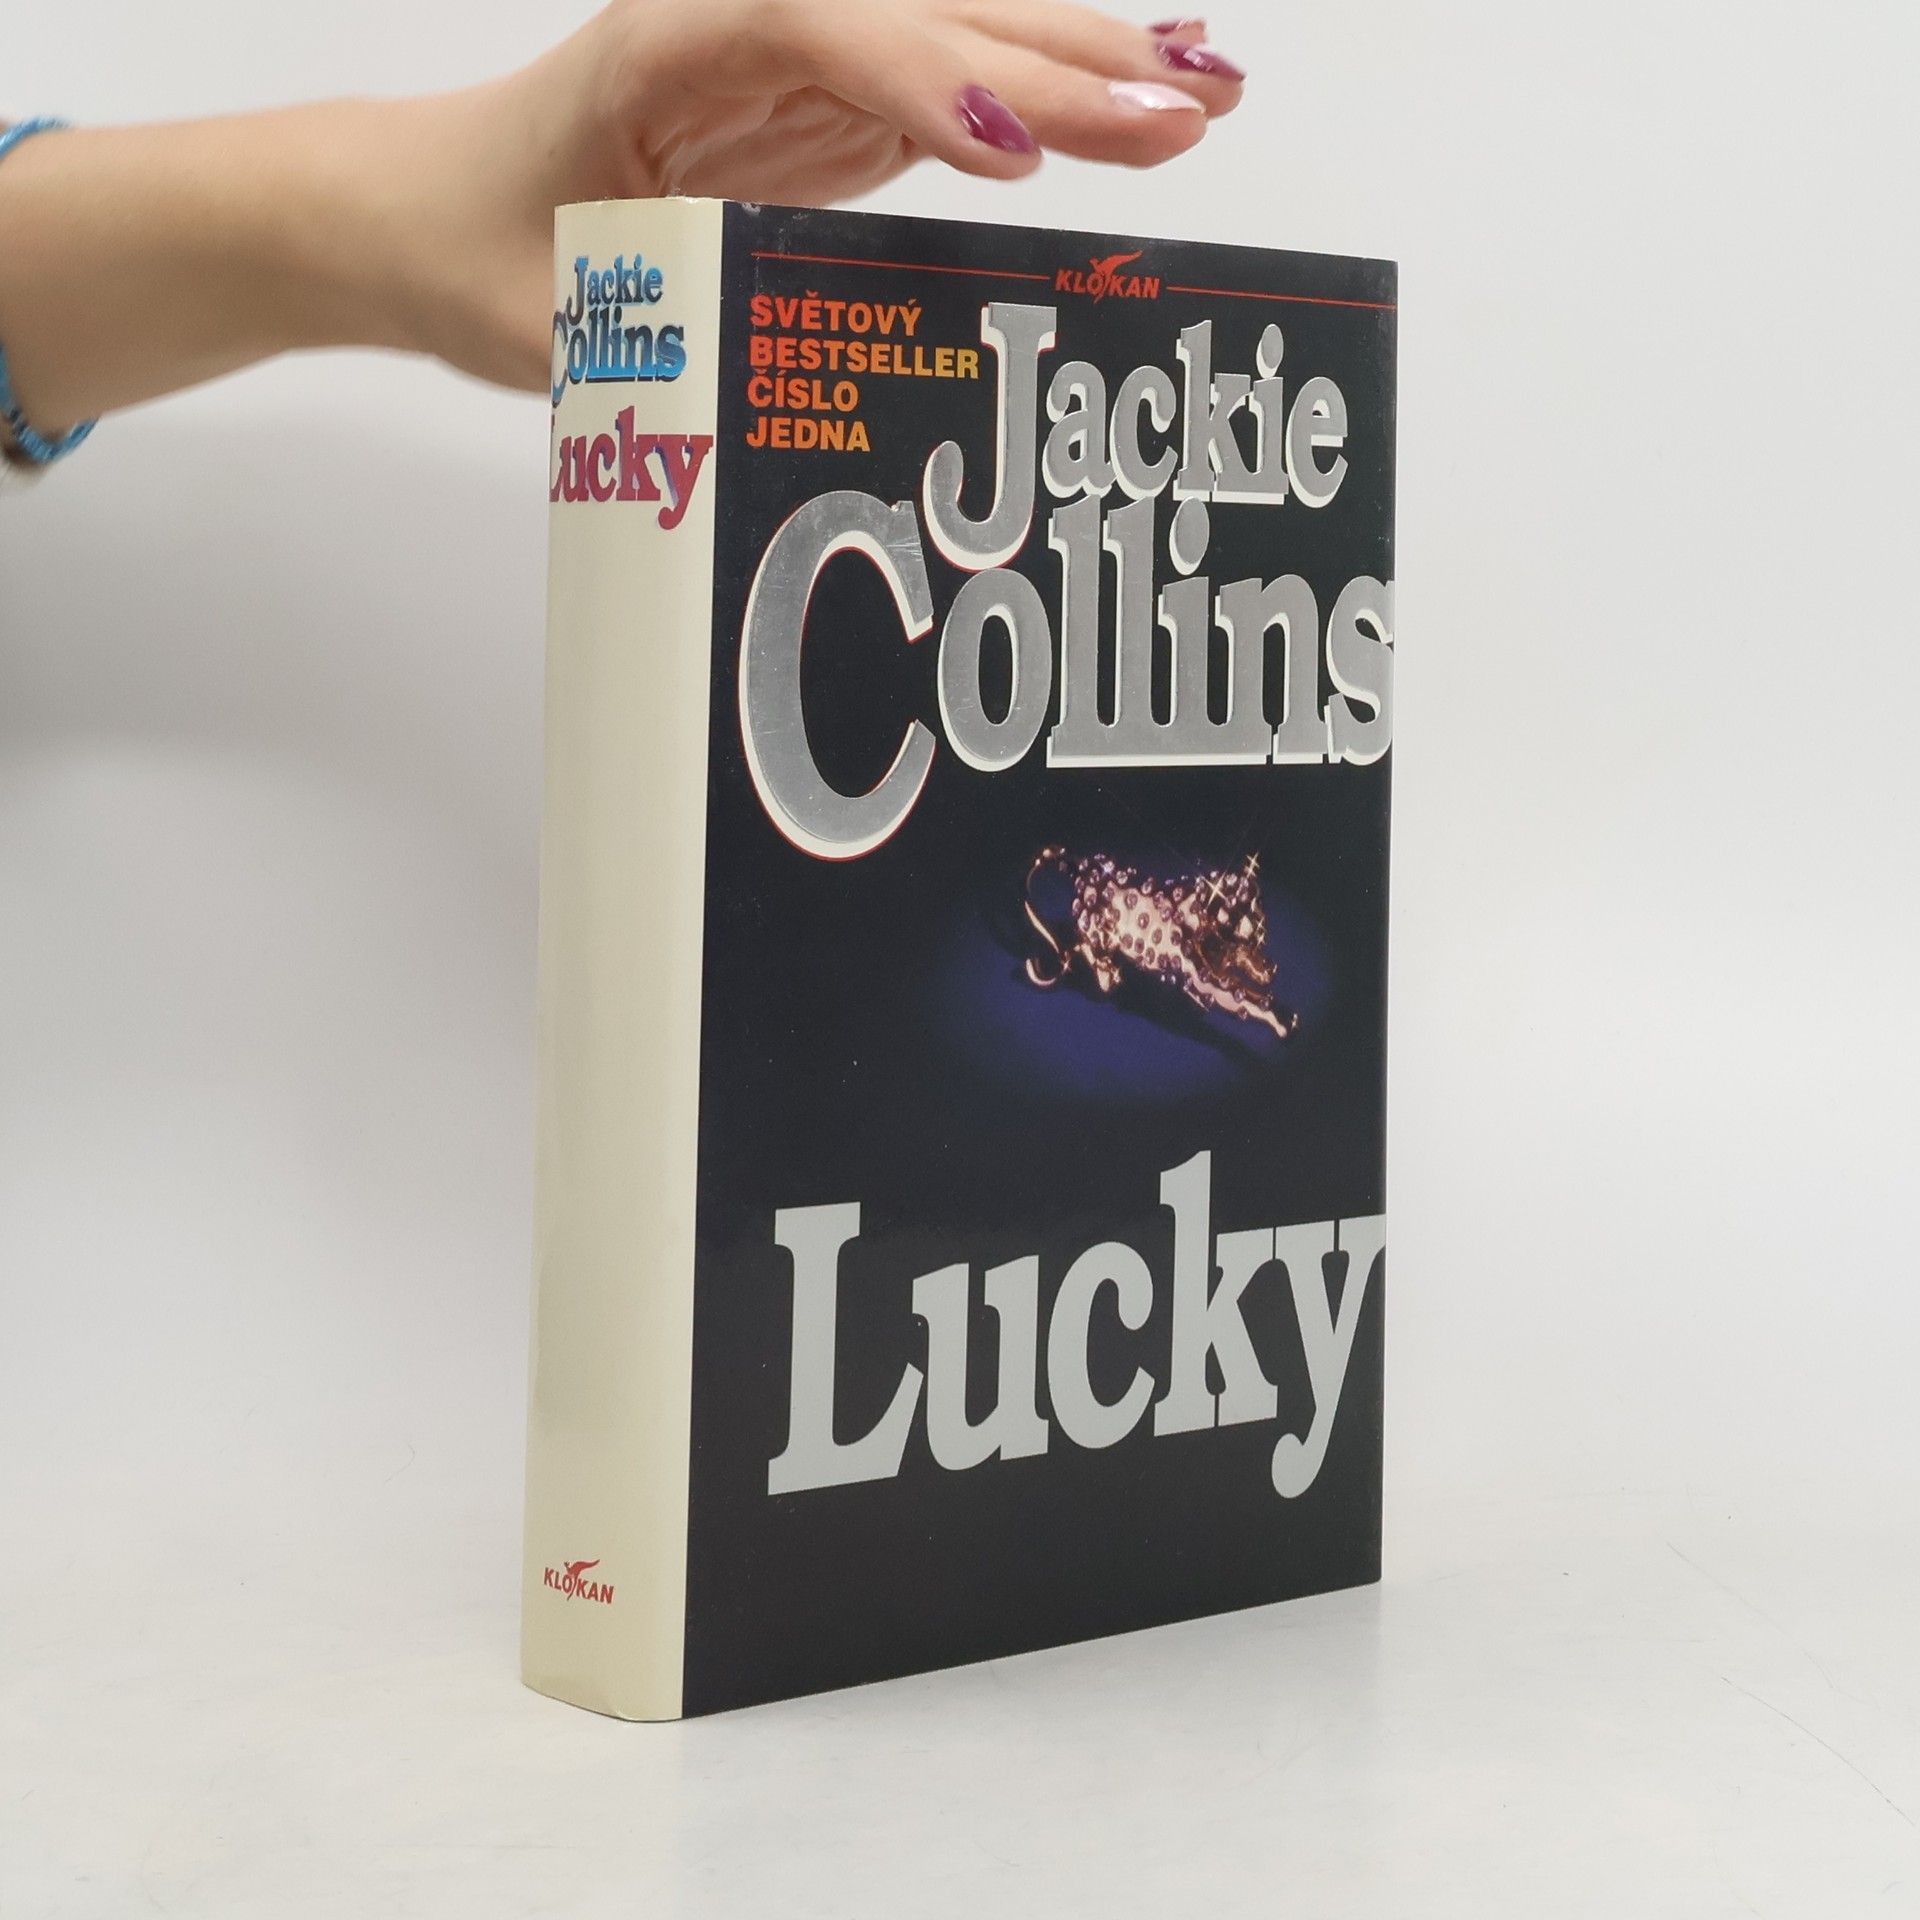 Jackie
Collins
Lucky
KLOKAN
KLOKAN
SVĚTOVÝ
BESTSELLER
ČÍSLO
JEDNA
Jackie
Collins
Lucky